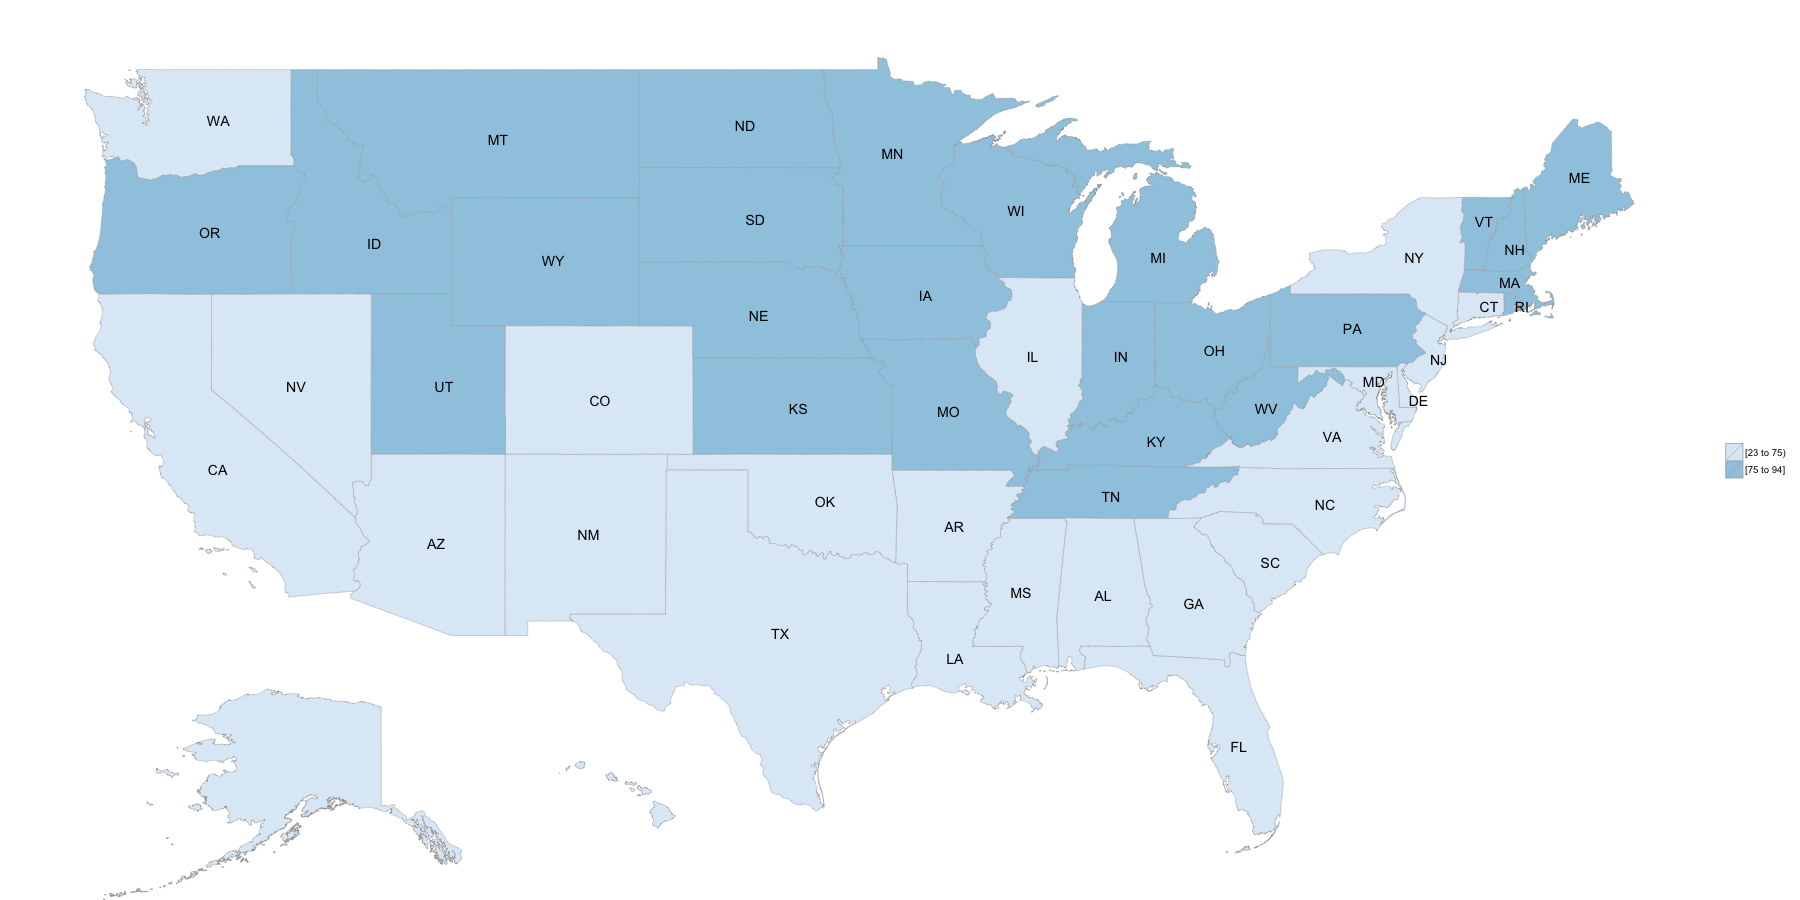 WA
MT
ND
MN
ME
OR
ID
WY
SD
WI
MI
VT
NH
NY
MA
IA
NE
CT
RI
PA
NV
UT
CO
KS
MO
IL
IN
OH
NJ
MD
DE
WV
KY
VA
CA
[23 to 75)
[75 to 94]
AZ
NM
OK
AR
TN
NC
SC
TX
LA
MS
AL
GA
FL